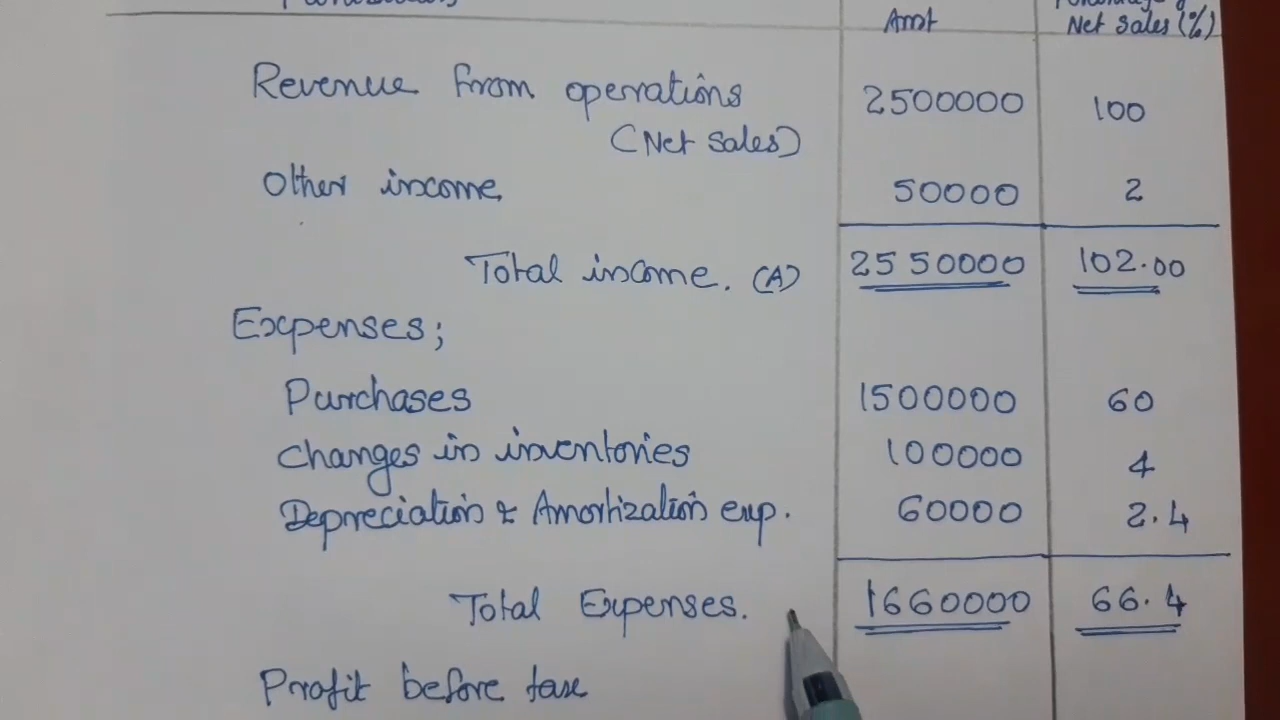 Amt Net Sales (%)
Revenue from operations 2500000 100
(Net Sales)
Other income 50000 2
Total income. (A) 2550000 102.00
Expenses;
Purchases 1500000 60
Changes in inventories 100000 4
Depreciation & Amortization exp. 60000 2.4
Total Expenses. 1660000 66.4
Profit before tax